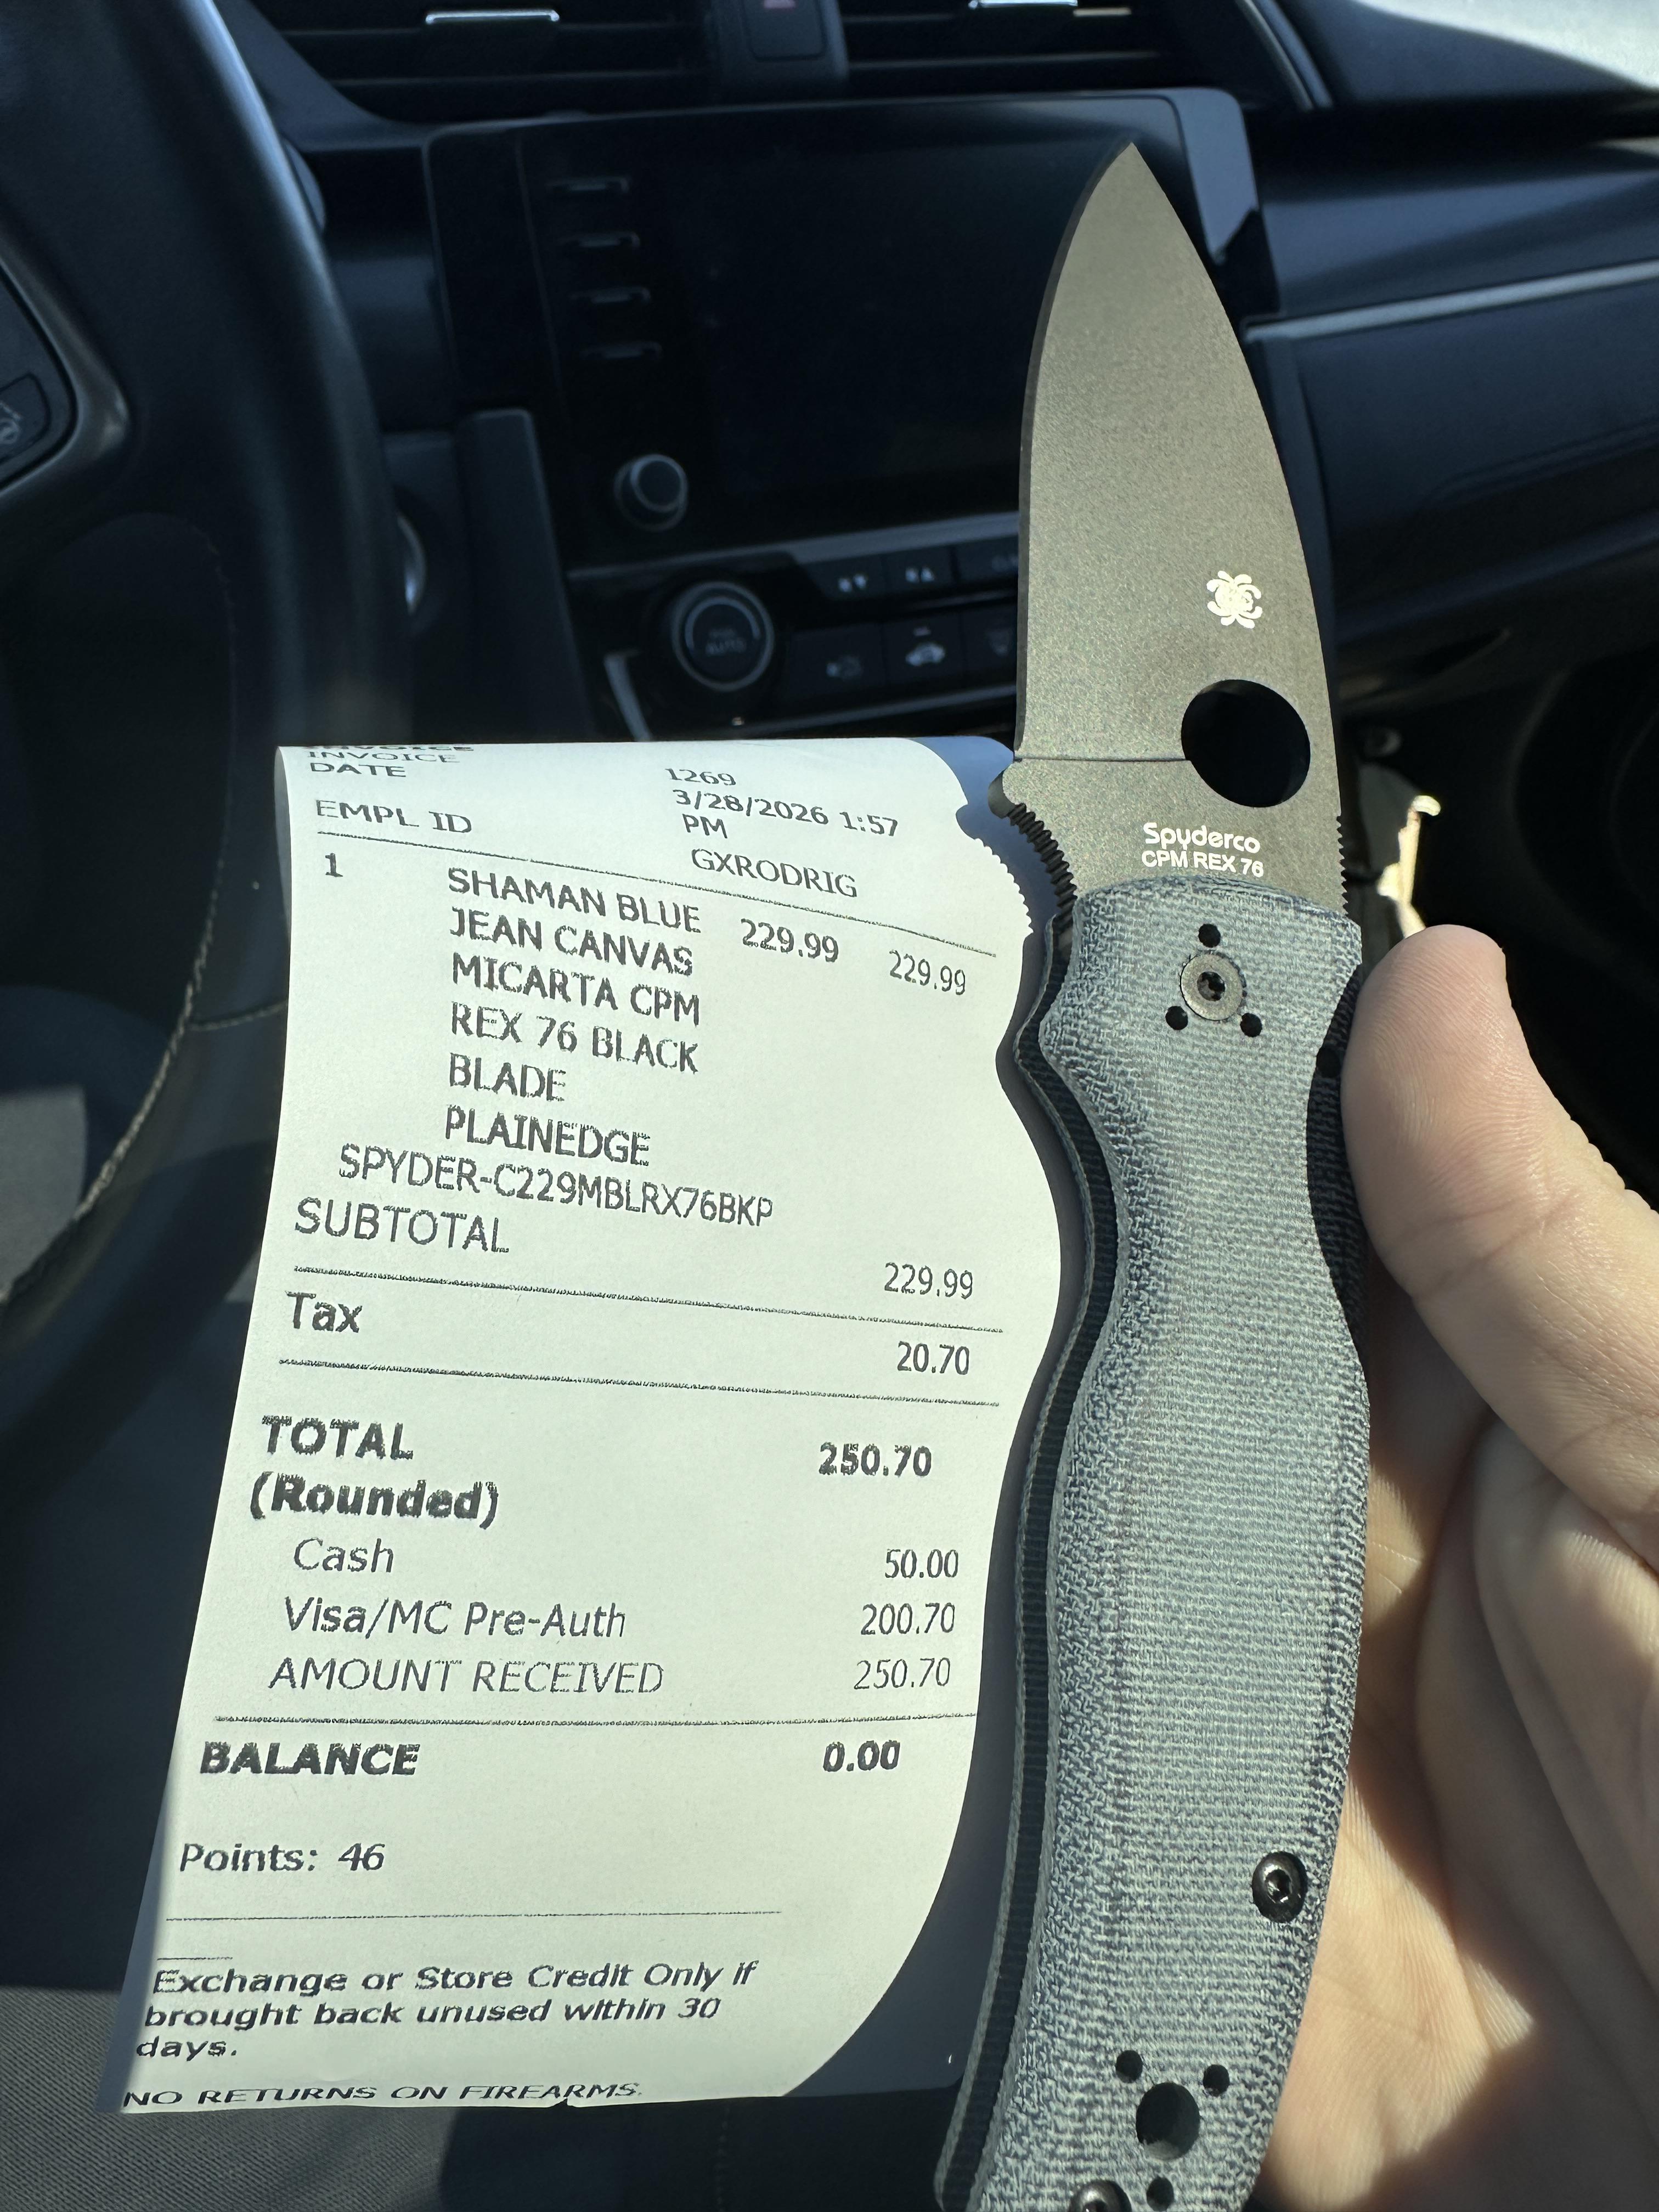 INVOICE 1269
DATE 3/28/2026 1:57
PM
EMPL ID GXRODRIG
1 SHAMAN BLUE 229.99 229.99
JEAN CANVAS
MICARTA CPM
REX 76 BLACK
BLADE
PLAINEDGE
SPYDER-C229MBLRX76BKP
SUBTOTAL 229.99
Tax 20.70
TOTAL 250.70
(Rounded)
Cash 50.00
Visa/MC Pre-Auth 200.70
AMOUNT RECEIVED 250.70
BALANCE 0.00
Points: 46
Exchange or Store Credit Only if
brought back unused within 30
days.
NO RETURNS ON FIREARMS.
Spyderco
CPM REX 76
AUTO